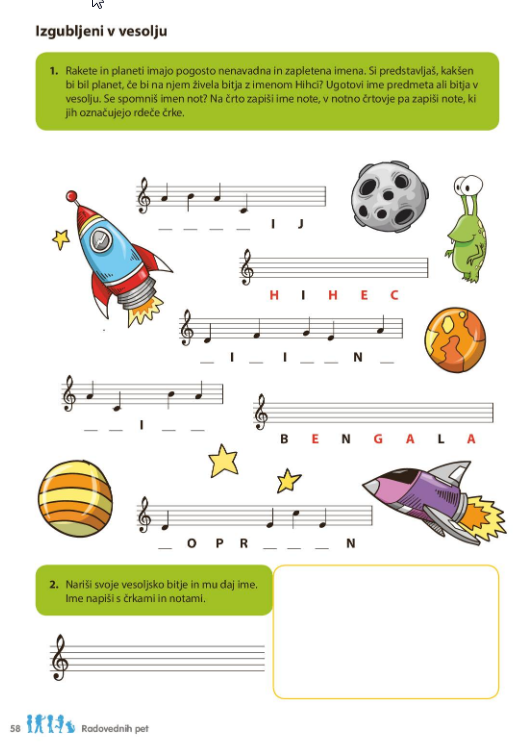 Izgubljeni v vesolju
1. Rakete in planeti imajo pogosto nenavadna in zapletena imena. Si predstavljaš, kakšen
bi bil planet, če bi na njem živela bitja z imenom Hihci? Ugotovi ime predmeta ali bitja v
vesolju. Se spomniš imen not? Na črto zapiši ime note, v notno črtovje pa zapiši note, ki
jih označujejo rdeče črke.
_ _ _ _ I J
H I H E C
_ I _ I _ _ N _
_ _ I _ _
B E N G A L A
_ O P R _ _ _ N
2. Nariši svoje vesoljsko bitje in mu daj ime.
Ime napiši s črkami in notami.
58 Radovednih pet